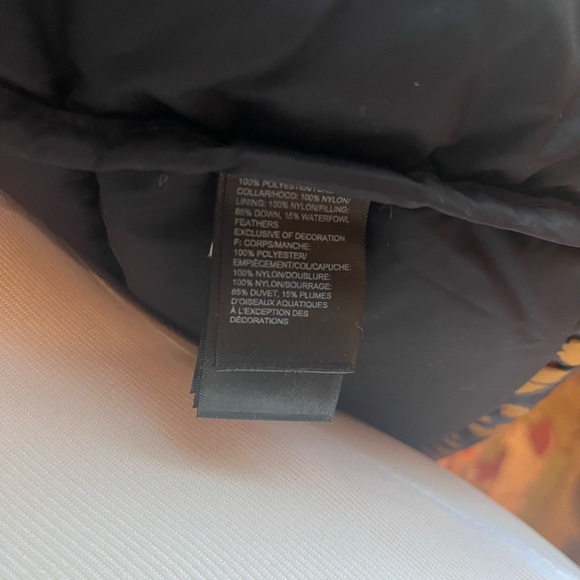 100% POLYESTER/
COLLAR/HOOD: 100% NYLON/
LINING: 100% NYLON/FILLING:
85% DOWN, 15% WATERFOWL
FEATHERS
EXCLUSIVE OF DECORATION
F: CORPS/MANCHE:
100% POLYESTER/
EMPIÈCEMENT/COL/CAPUCHE:
100% NYLON/DOUBLURE:
100% NYLON/BOURRAGE:
85% DUVET, 15% PLUMES
D'OISEAUX AQUATIQUES
À L'EXCEPTION DES
DÉCORATIONS